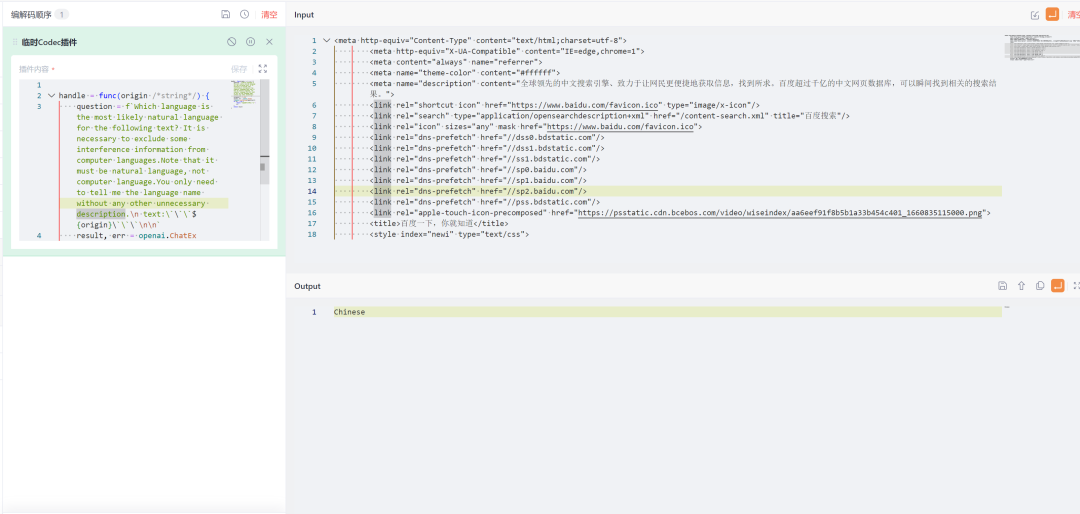 编解码顺序 1
清空
Input
清空
临时Codec插件
插件内容 *
保存
1
2 handle = func(origin /*string*/) {
3 question = f`Which language is
the most likely natural language
for the following text? It is
necessary to exclude some
interference information from
computer languages.Note that it
must be natural language, not
computer language.You only need
to tell me the language name
without any other unnecessary
description.\n text:\`\`\`$
{origin}\`\`\`\n\n`
4 result, err = openai.ChatEx
1 <meta http-equiv="Content-Type" content="text/html;charset=utf-8">
2 <meta http-equiv="X-UA-Compatible" content="IE=edge,chrome=1">
3 <meta content="always" name="referrer">
4 <meta name="theme-color" content="#ffffff">
5 <meta name="description" content="全球领先的中文搜索引擎、致力于让网民更便捷地获取信息，找到所求。百度超过千亿的中文网页数据库，可以瞬间找到相关的搜索结
果。">
6 <link rel="shortcut icon" href="https://www.baidu.com/favicon.ico" type="image/x-icon"/>
7 <link rel="search" type="application/opensearchdescription+xml" href="/content-search.xml" title="百度搜索"/>
8 <link rel="icon" sizes="any" mask href="https://www.baidu.com/favicon.ico">
9 <link rel="dns-prefetch" href="//dss0.bdstatic.com"/>
10 <link rel="dns-prefetch" href="//dss1.bdstatic.com"/>
11 <link rel="dns-prefetch" href="//ss1.bdstatic.com"/>
12 <link rel="dns-prefetch" href="//sp0.baidu.com"/>
13 <link rel="dns-prefetch" href="//sp1.baidu.com"/>
14 <link rel="dns-prefetch" href="//sp2.baidu.com"/>
15 <link rel="dns-prefetch" href="//pss.bdstatic.com"/>
16 <link rel="apple-touch-icon-precomposed" href="https://psstatic.cdn.bcebos.com/video/wiseindex/aa6eef91f8b5b1a33b454c401_1660835115000.png">
17 <title>百度一下，你就知道</title>
18 <style index="newi" type="text/css">
Output
1 Chinese